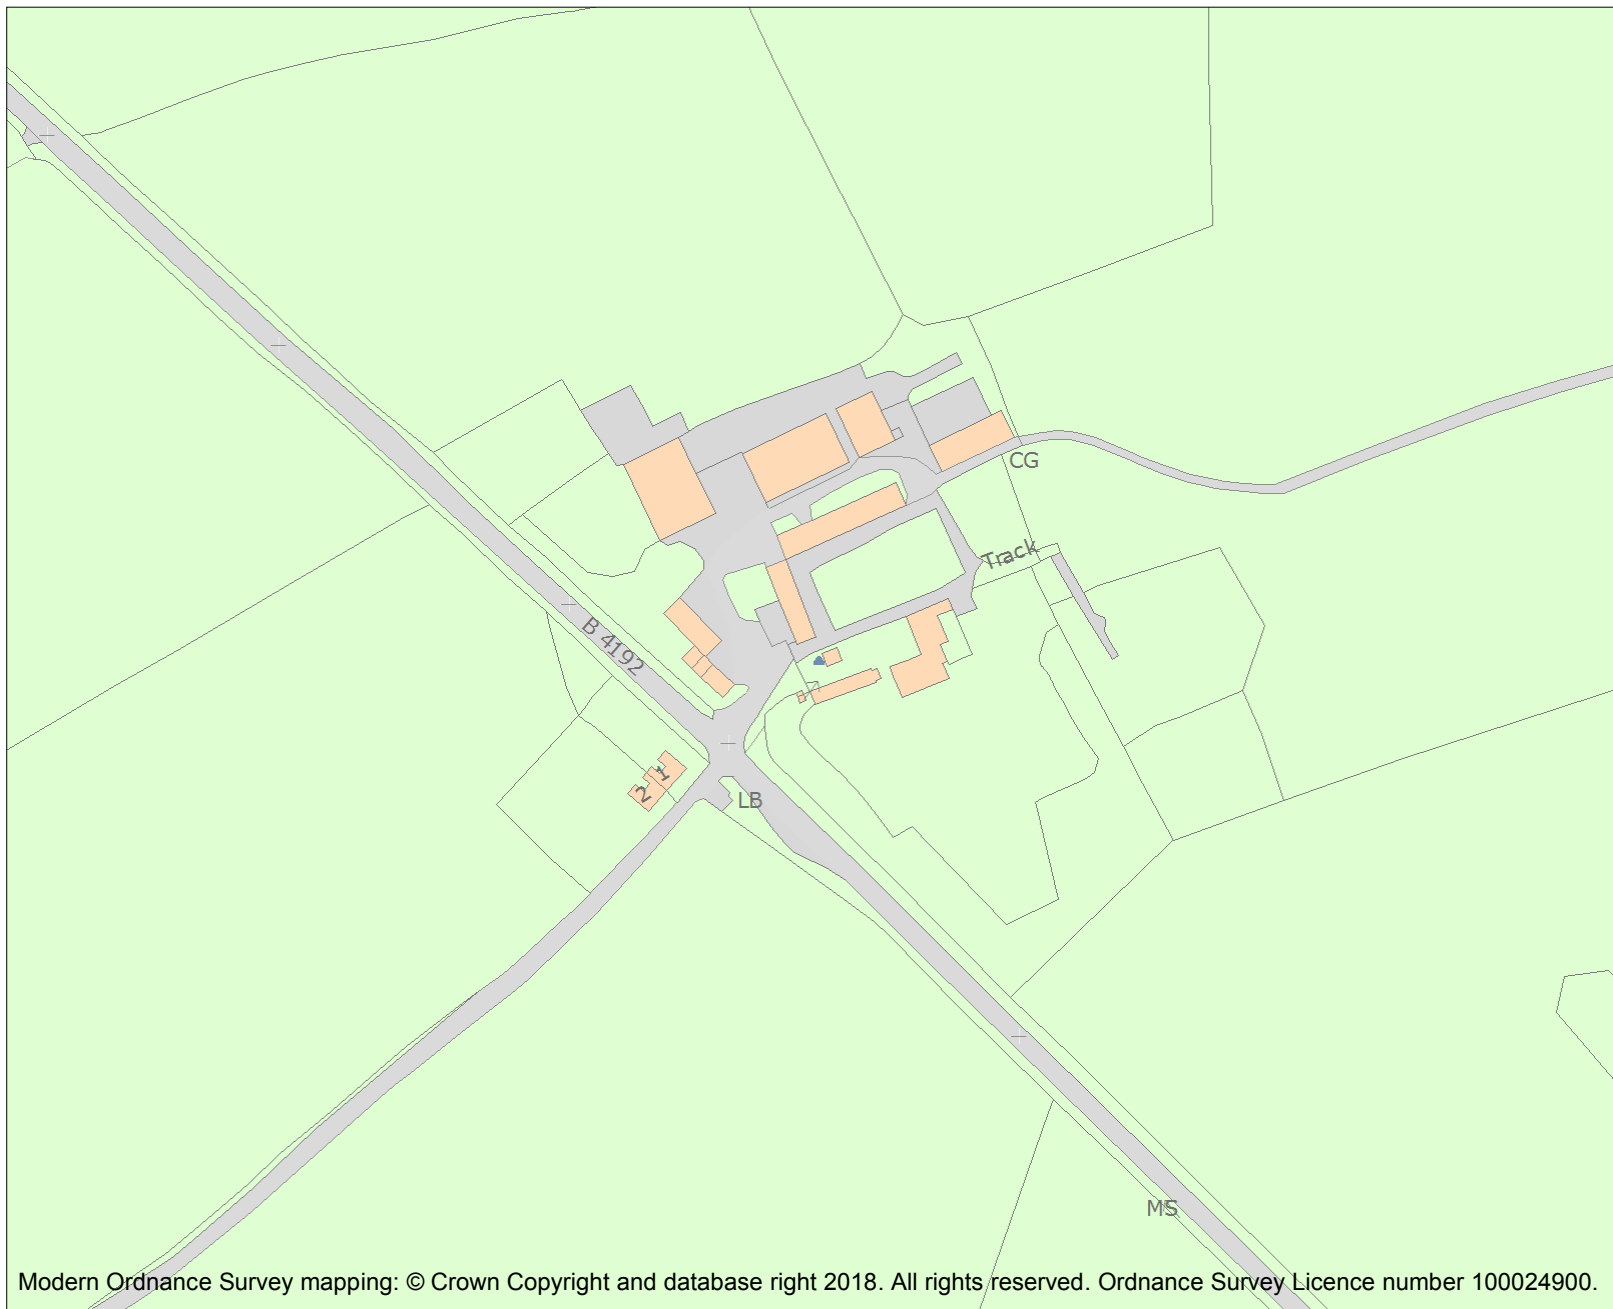 CG
Track
B 4192
1
2
LB
MS
Modern Ordnance Survey mapping: © Crown Copyright and database right 2018. All rights reserved. Ordnance Survey Licence number 100024900.